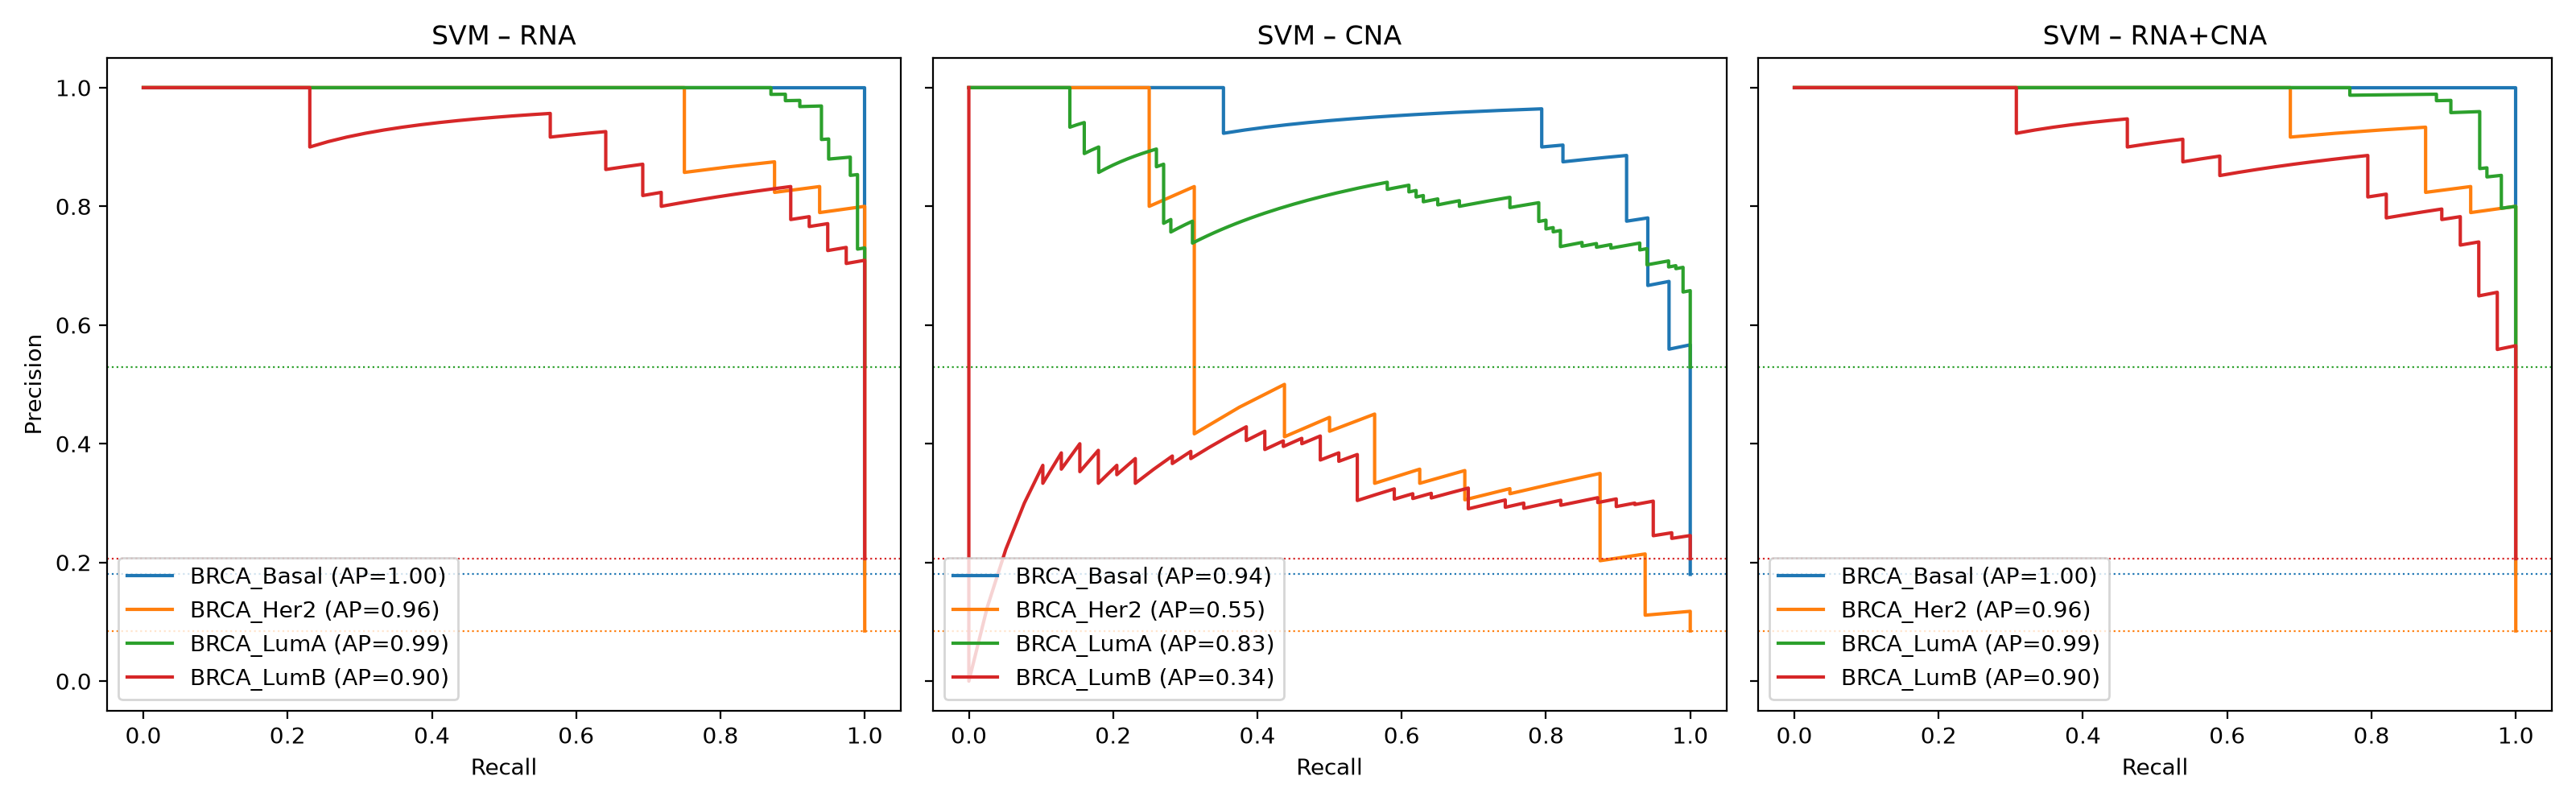 SVM – RNA
1.0
0.8
0.6
0.4
0.2
0.0
Precision
BRCA_Basal (AP=1.00)
BRCA_Her2 (AP=0.96)
BRCA_LumA (AP=0.99)
BRCA_LumB (AP=0.90)
0.0 0.2 0.4 0.6 0.8 1.0
Recall
SVM – CNA
BRCA_Basal (AP=0.94)
BRCA_Her2 (AP=0.55)
BRCA_LumA (AP=0.83)
BRCA_LumB (AP=0.34)
0.0 0.2 0.4 0.6 0.8 1.0
Recall
SVM – RNA+CNA
BRCA_Basal (AP=1.00)
BRCA_Her2 (AP=0.96)
BRCA_LumA (AP=0.99)
BRCA_LumB (AP=0.90)
0.0 0.2 0.4 0.6 0.8 1.0
Recall